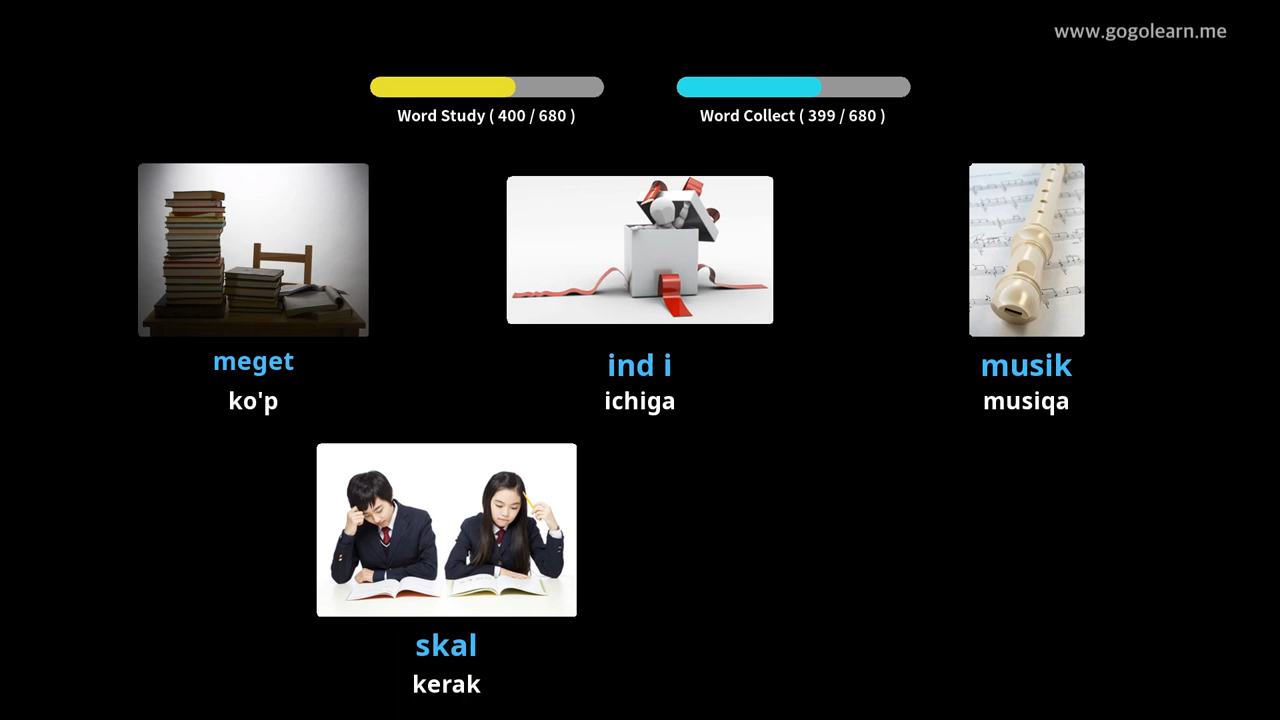 www.gogolearn.me
Word Study ( 400 / 680 )
Word Collect ( 399 / 680 )
meget
ko'p
ind i
ichiga
musik
musiqa
skal
kerak